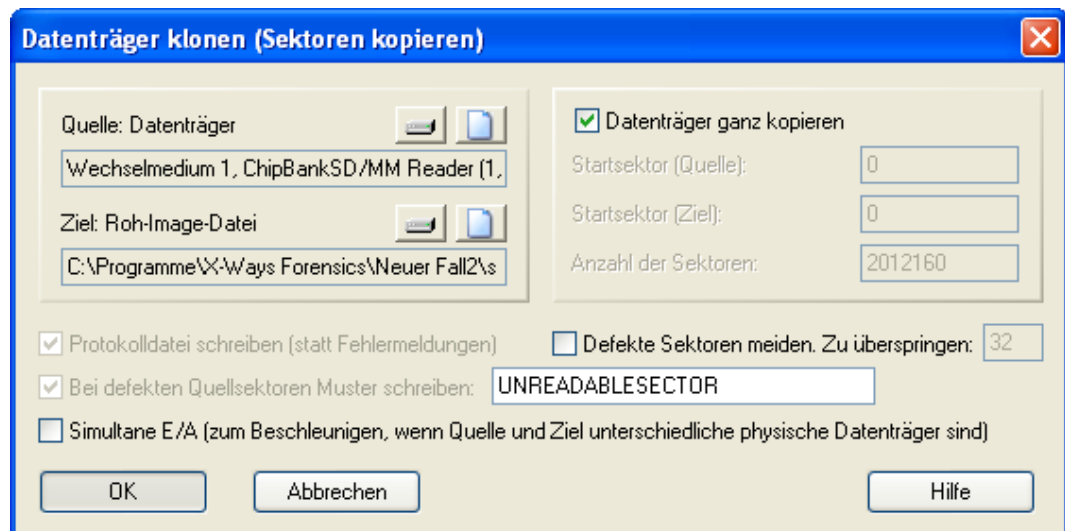 Datenträger klonen (Sektoren kopieren)
Quelle: Datenträger
Wechselmedium 1, ChipBankSD/MM Reader (1,
Ziel: Roh-Image-Datei
C:\Programme\X-Ways Forensics\Neuer Fall2\s
Datenträger ganz kopieren
Startsektor (Quelle): 0
Startsektor (Ziel): 0
Anzahl der Sektoren: 2012160
Protokolldatei schreiben (statt Fehlermeldungen)
Defekte Sektoren meiden. Zu überspringen: 32
Bei defekten Quellsektoren Muster schreiben: UNREADABLESECTOR
Simultane E/A (zum Beschleunigen, wenn Quelle und Ziel unterschiedliche physische Datenträger sind)
OK Abbrechen Hilfe